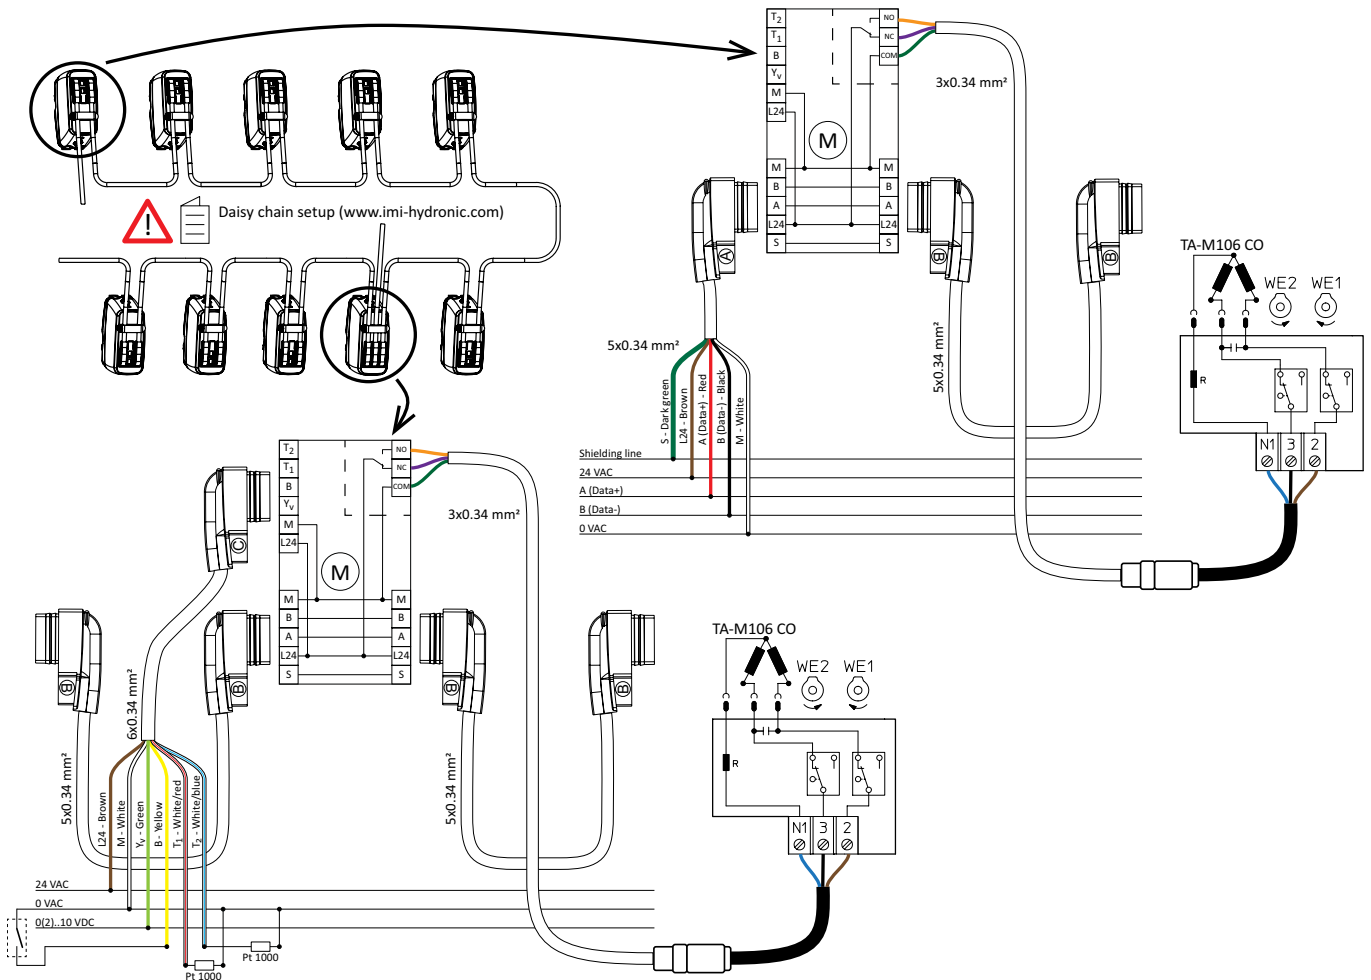 T2
T1
B
Yv
M
L24
NO
NC
COM
3x0.34 mm²
M
M
B
A
L24
S
M
B
A
L24
S
A
B
B
Daisy chain setup (www.imi-hydronic.com)
5x0.34 mm²
5x0.34 mm²
S - Dark green
L24 - Brown
A (Data+) - Red
B (Data-) - Black
M - White
Shielding line
24 VAC
A (Data+)
B (Data-)
0 VAC
TA-M106 CO
WE2
WE1
R
N1
3
2
T2
T1
B
Yv
M
L24
NO
NC
COM
3x0.34 mm²
M
M
B
A
L24
S
M
B
A
L24
S
C
B
B
B
B
6x0.34 mm²
5x0.34 mm²
5x0.34 mm²
L24 - Brown
M - White
Yv - Green
B - Yellow
T1 - White/red
T2 - White/blue
24 VAC
0 VAC
0(2)..10 VDC
Pt 1000
Pt 1000
TA-M106 CO
WE2
WE1
R
N1
3
2